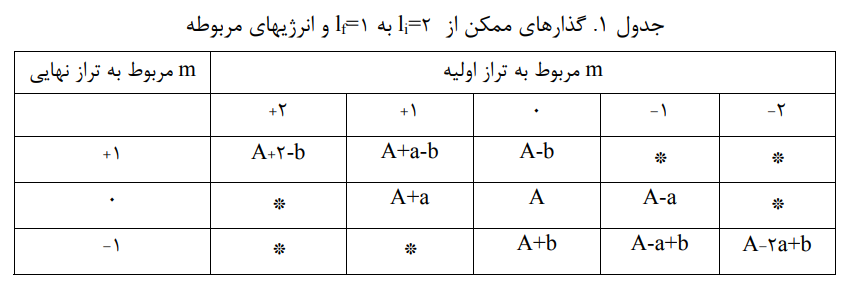 جدول ۱. گذارهای ممکن از lᵢ=۲ به l_f=۱ و انرژیهای مربوطه
m مربوط به تراز نهایی m مربوط به تراز اولیه
+۲ +۱ ۰ -۱ -۲
+۱ A+۲-b A+a-b A-b * *
۰ * A+a A A-a *
-۱ * * A+b A-a+b A-۲a+b